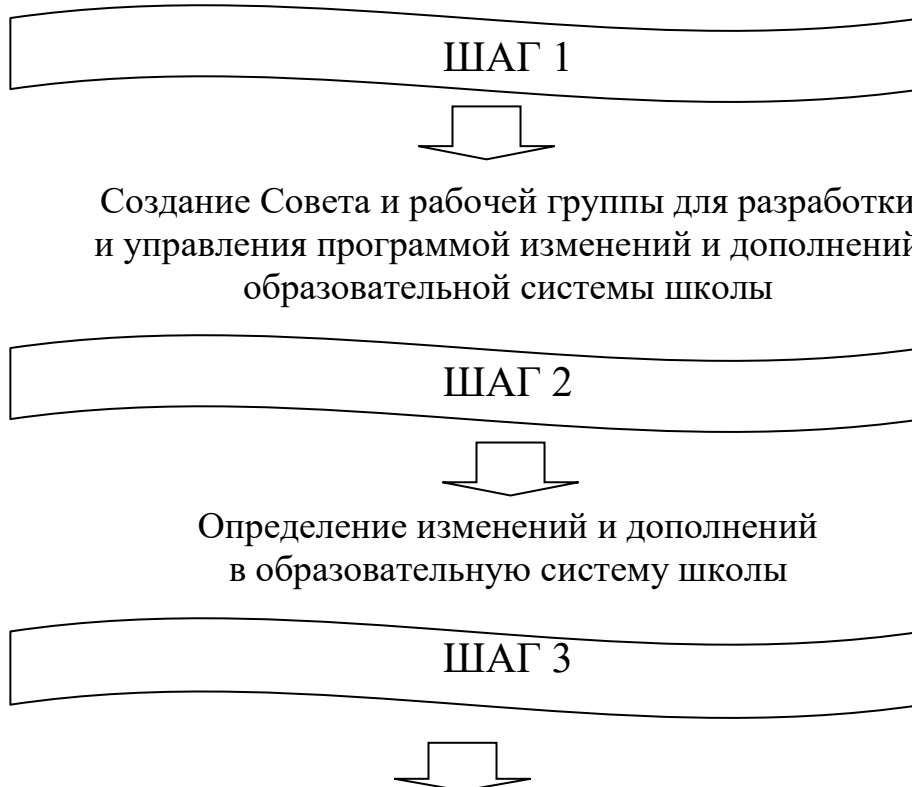 ШАГ 1
Создание Совета и рабочей группы для разработки
и управления программой изменений и дополнений
образовательной системы школы
ШАГ 2
Определение изменений и дополнений
в образовательную систему школы
ШАГ 3